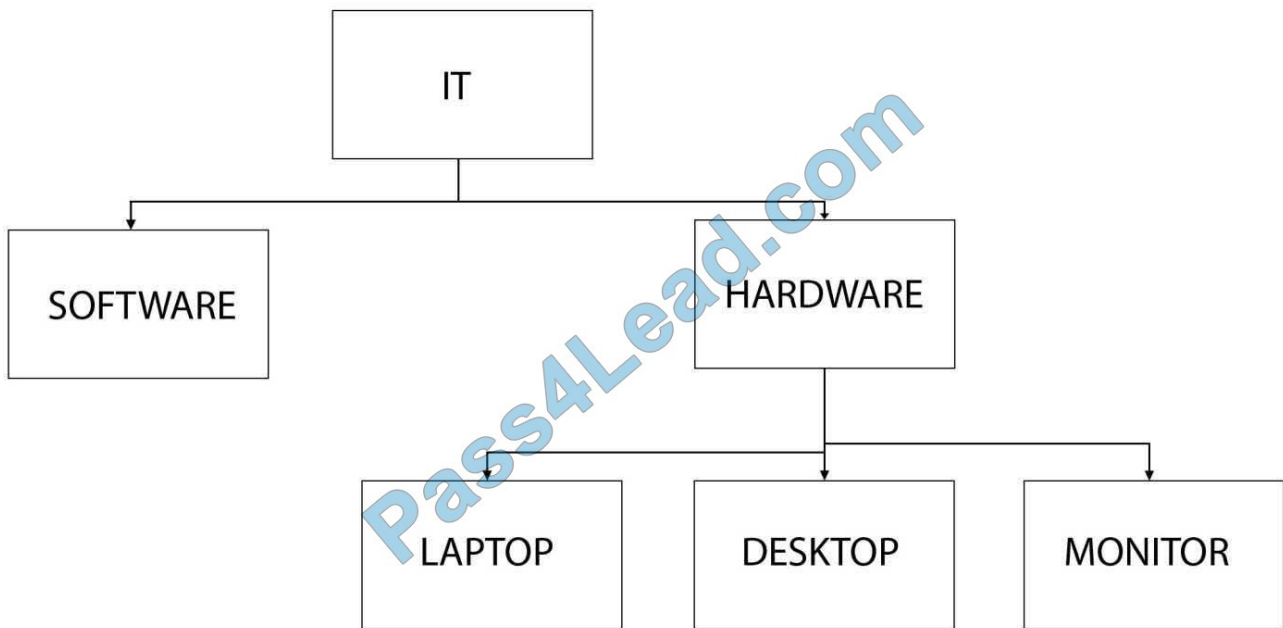 IT
SOFTWARE
HARDWARE
LAPTOP
DESKTOP
MONITOR
Pass4Lead.com